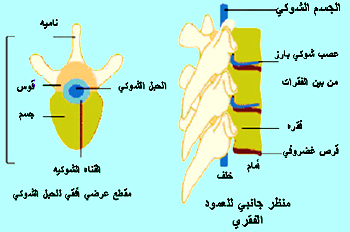 ناميه
قوس
جسم
الحبل الشوكي
القناه الشوكيه
مقطع عرضي أفقي للحبل الشوكي
الجسم الشوكي
عصب شوكي بارز
من بين الفقرات
فقره
قرص غضروفي
أمام
خلف
منظر جانبي للعمود
الفقري